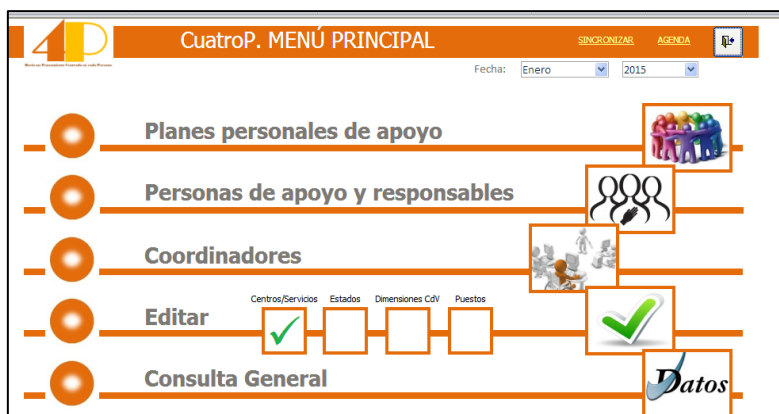 4D
CuatroP. MENÚ PRINCIPAL
SINCRONIZAR
AGENDA
Fecha:
Enero
2015
Planes personales de apoyo
Personas de apoyo y responsables
Coordinadores
Centros/Servicios
Estados
Dimensiones CdV
Puestos
Editar
Consulta General
Datos